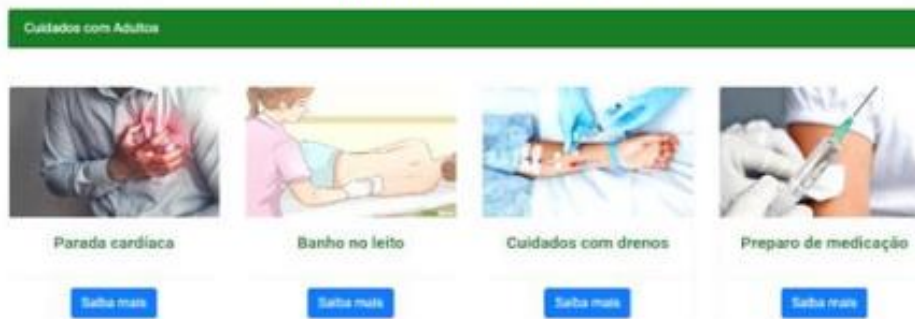 Cuidados com Adultos
Parada cardíaca
Banho no leito
Cuidados com drenos
Preparo de medicação
Saiba mais
Saiba mais
Saiba mais
Saiba mais